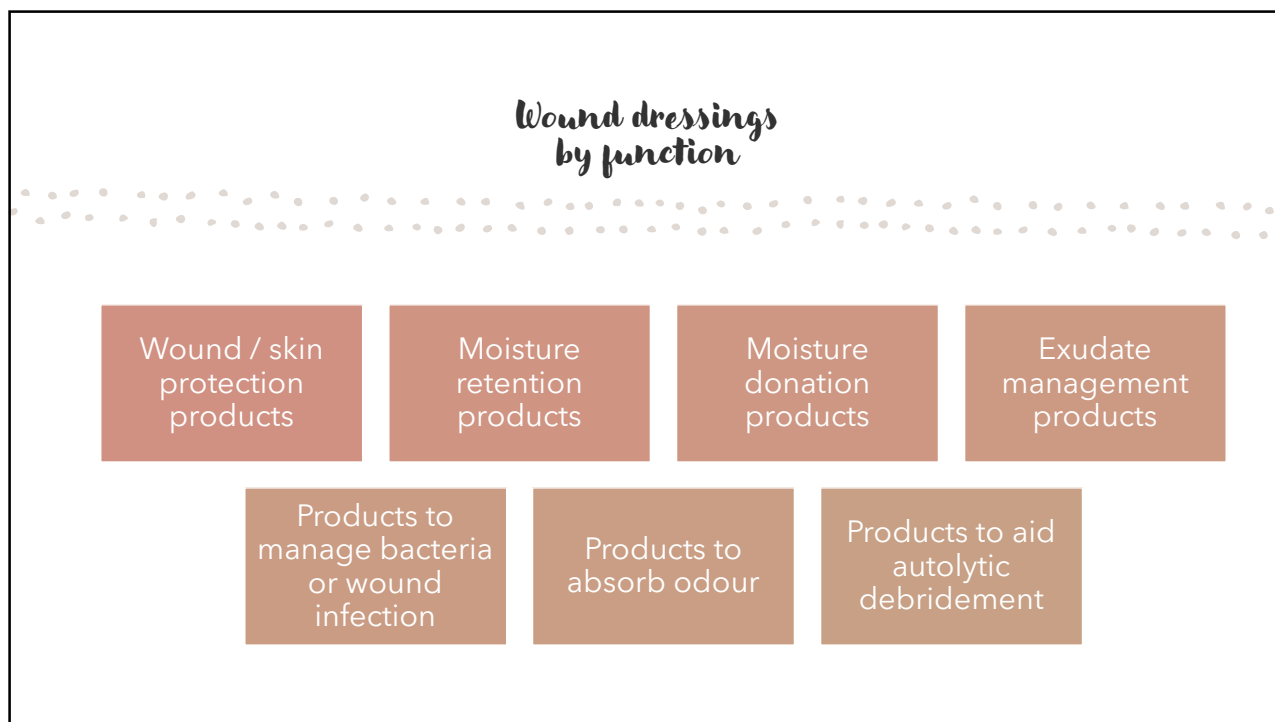 Wound dressings
by function
Wound / skin
protection
products
Moisture
retention
products
Moisture
donation
products
Exudate
management
products
Products to
manage bacteria
or wound
infection
Products to
absorb odour
Products to aid
autolytic
debridement